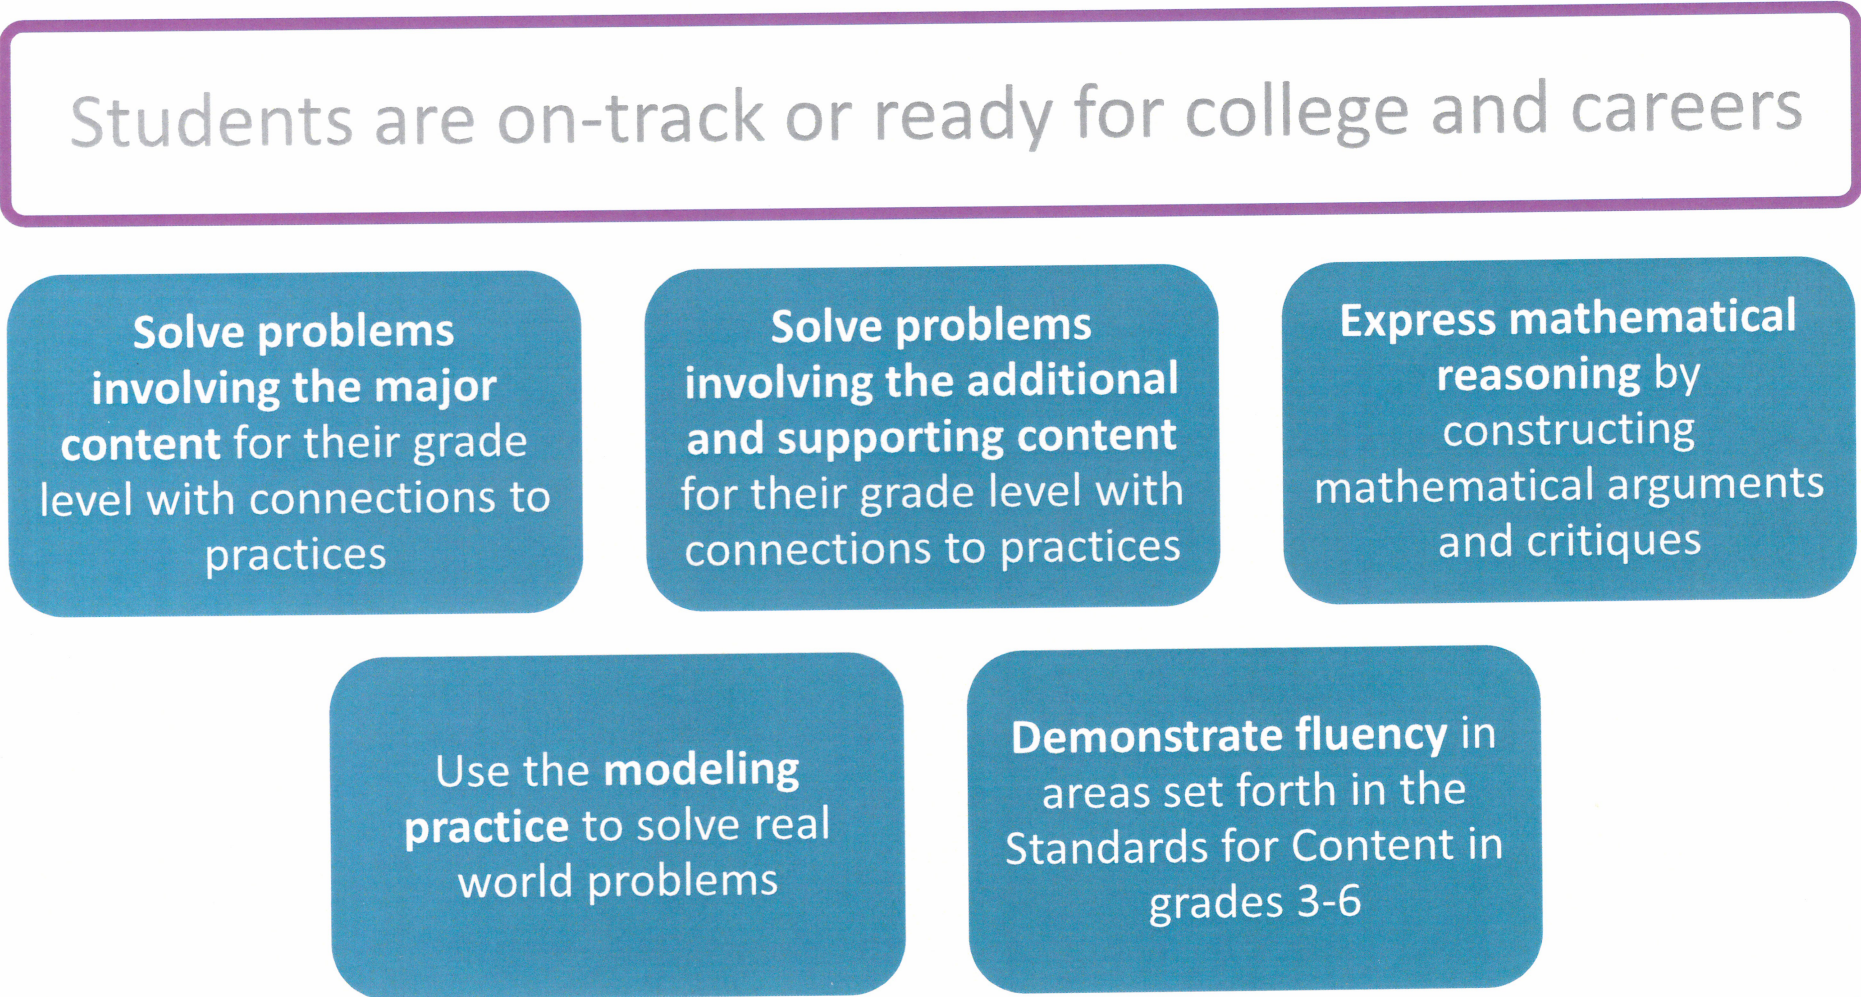 Students are on-track or ready for college and careers
Solve problems
involving the major
content for their grade
level with connections to
practices
Solve problems
involving the additional
and supporting content
for their grade level with
connections to practices
Express mathematical
reasoning by
constructing
mathematical arguments
and critiques
Use the modeling
practice to solve real
world problems
Demonstrate fluency in
areas set forth in the
Standards for Content in
grades 3-6